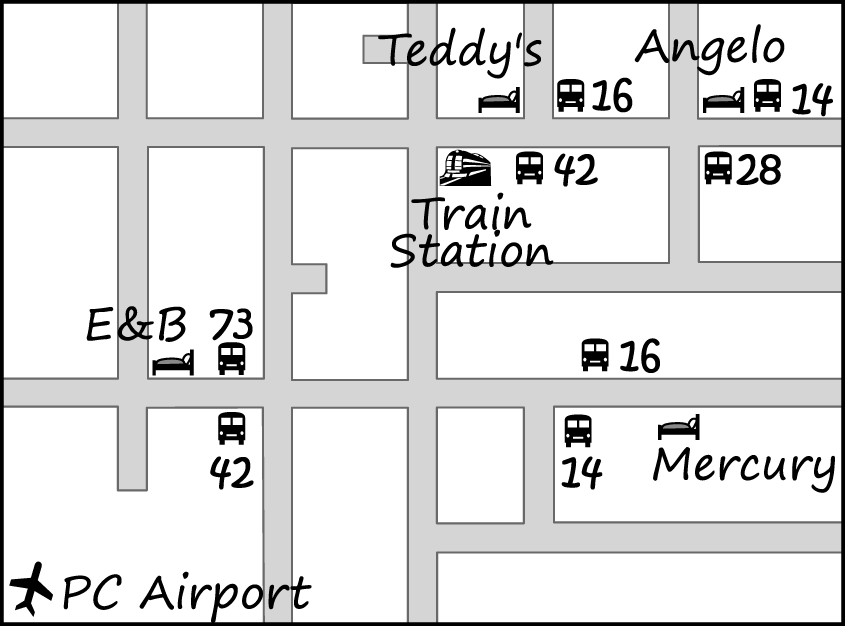 Teddy's
Angelo
16
14
42
28
Train
Station
E&B
73
16
42
14
Mercury
PC Airport